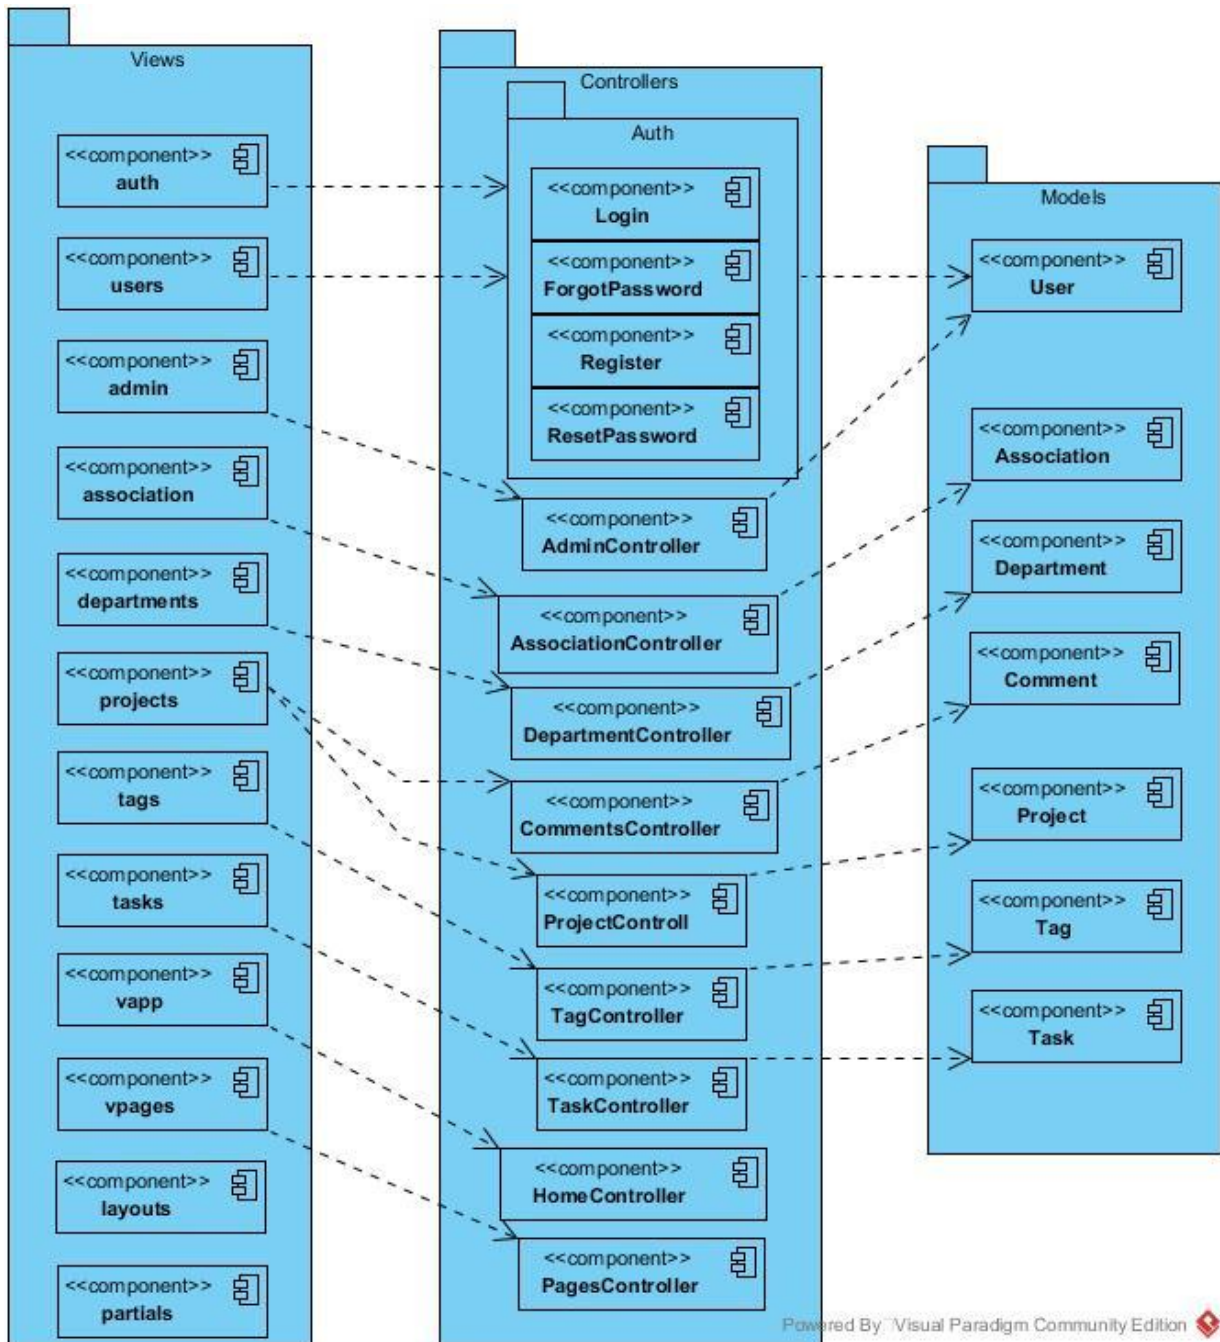 Views
<<component>>
auth
<<component>>
users
<<component>>
admin
<<component>>
association
<<component>>
departments
<<component>>
projects
<<component>>
tags
<<component>>
tasks
<<component>>
vapp
<<component>>
vpages
<<component>>
layouts
<<component>>
partials
Controllers
Auth
<<component>>
Login
<<component>>
ForgotPassword
<<component>>
Register
<<component>>
ResetPassword
<<component>>
AdminController
<<component>>
AssociationController
<<component>>
DepartmentController
<<component>>
CommentsController
<<component>>
ProjectControll
<<component>>
TagController
<<component>>
TaskController
<<component>>
HomeController
<<component>>
PagesController
Models
<<component>>
User
<<component>>
Association
<<component>>
Department
<<component>>
Comment
<<component>>
Project
<<component>>
Tag
<<component>>
Task
Powered By Visual Paradigm Community Edition